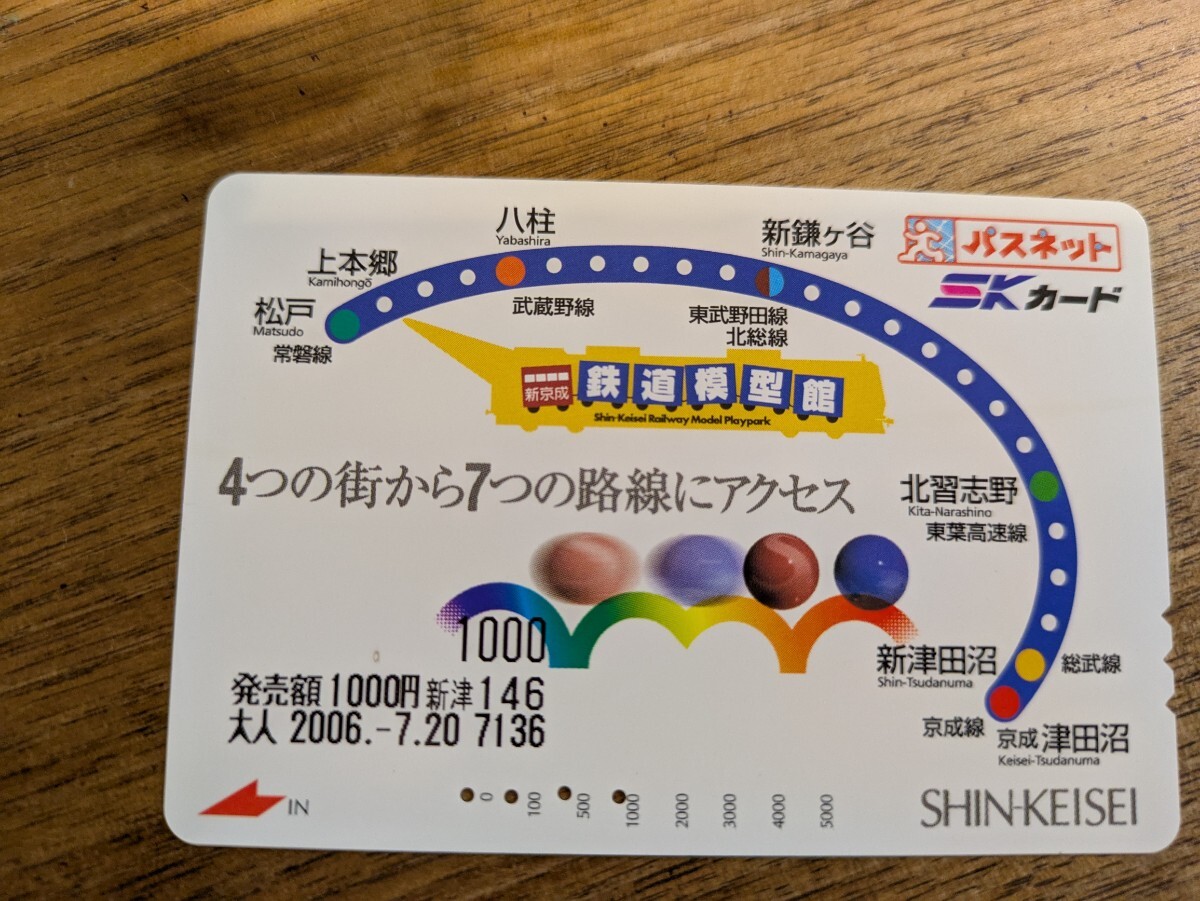 八柱
Yabashira
新鎌ヶ谷
Shin-Kamagaya
パスネット
SKカード
上本郷
Kamihongō
松戸
Matsudo
常磐線
武蔵野線
東武野田線
北総線
新京成
鉄道模型館
Shin-Keisei Railway Model Playpark
4つの街から7つの路線にアクセス
北習志野
Kita-Narashino
東葉高速線
1000
新津田沼
Shin-Tsudanuma
総武線
発売額 1000円 新津 146
大人 2006.-7.20 7136
京成線
京成津田沼
Keisei-Tsudanuma
IN
0 100 500 1000 2000 3000 4000 5000
SHIN-KEISEI